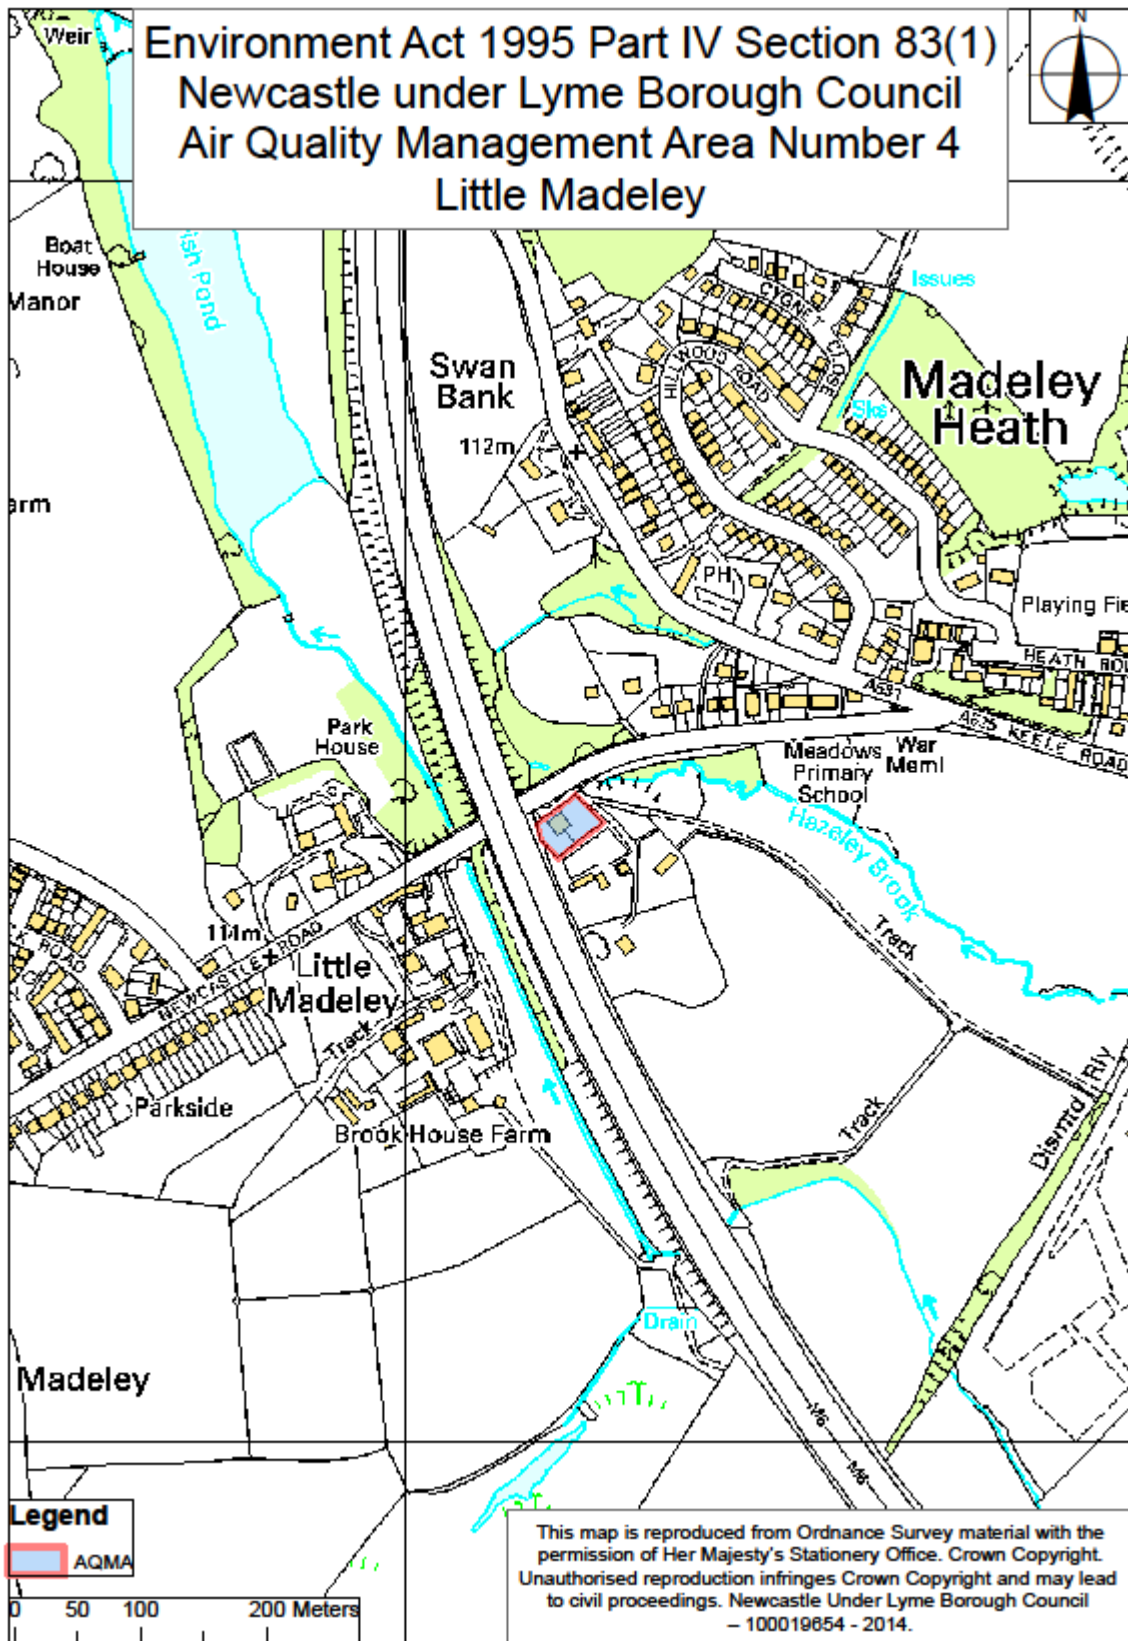 Environment Act 1995 Part IV Section 83(1)
Newcastle under Lyme Borough Council
Air Quality Management Area Number 4
Little Madeley
N
Weir
Boat
House
Manor
ish Pond
arm
Swan
Bank
112m
CYGNET
CLOSE
HILLWOOD ROAD
Issues
Sks
Madeley
Heath
PH
Playing Fie
HEATH ROW
A531
A525 KEELE ROAD
Park
House
Meadows
Primary
School
War
Meml
Hazeley Brook
Track
111m
NEWCASTLE ROAD
ROAD
Little
Madeley
Track
Parkside
Brook House Farm
Track
Dismtd Rly
Drain
Madeley
M6
M6
Legend
AQMA
0 50 100 200 Meters
This map is reproduced from Ordnance Survey material with the
permission of Her Majesty's Stationery Office. Crown Copyright.
Unauthorised reproduction infringes Crown Copyright and may lead
to civil proceedings. Newcastle Under Lyme Borough Council
– 100019654 - 2014.